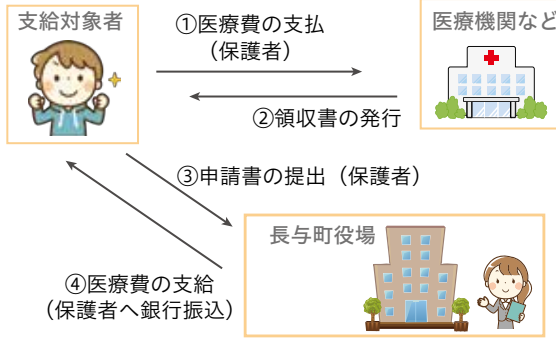 支給対象者
①医療費の支払
（保護者）
医療機関など
②領収書の発行
③申請書の提出（保護者）
長与町役場
④医療費の支給
（保護者へ銀行振込）